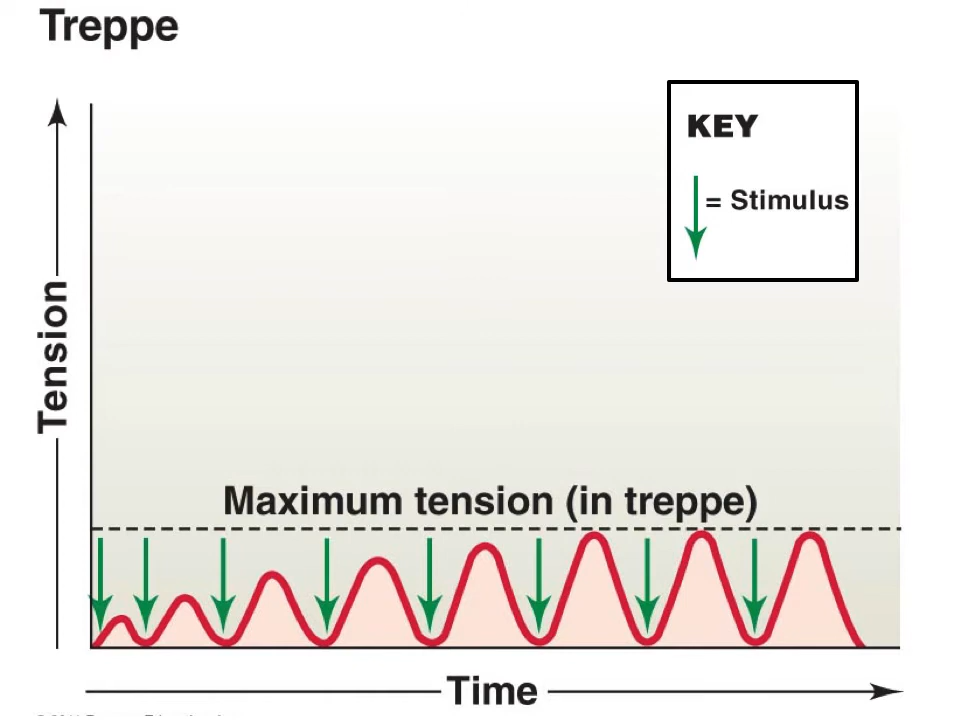 Treppe
KEY
= Stimulus
Tension
Maximum tension (in treppe)
Time